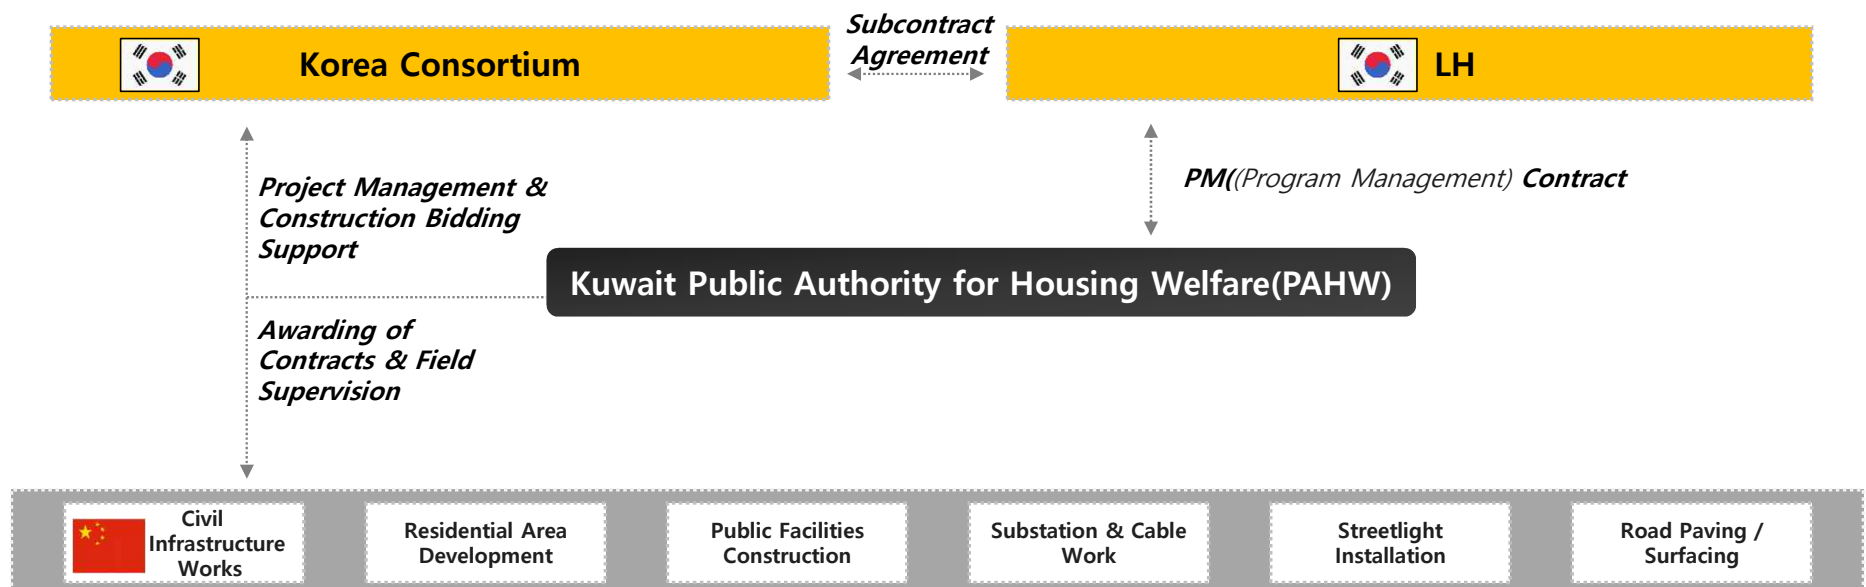 Korea Consortium
Subcontract
Agreement
LH
Project Management &
Construction Bidding
Support
PM((Program Management) Contract
Kuwait Public Authority for Housing Welfare(PAHW)
Awarding of
Contracts & Field
Supervision
Civil
Infrastructure
Works
Residential Area
Development
Public Facilities
Construction
Substation & Cable
Work
Streetlight
Installation
Road Paving /
Surfacing